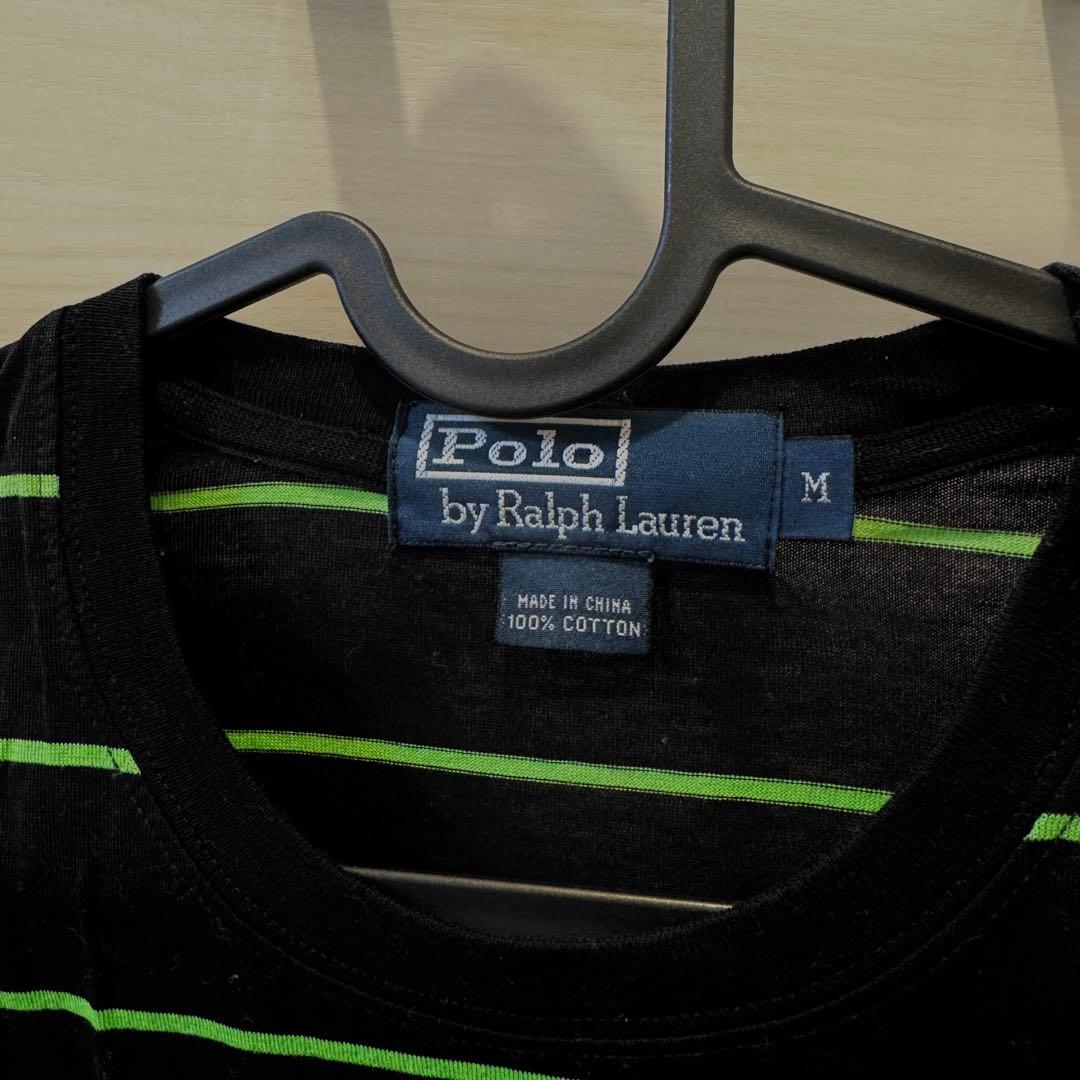 Polo
by Ralph Lauren
M
MADE IN CHINA
100% COTTON